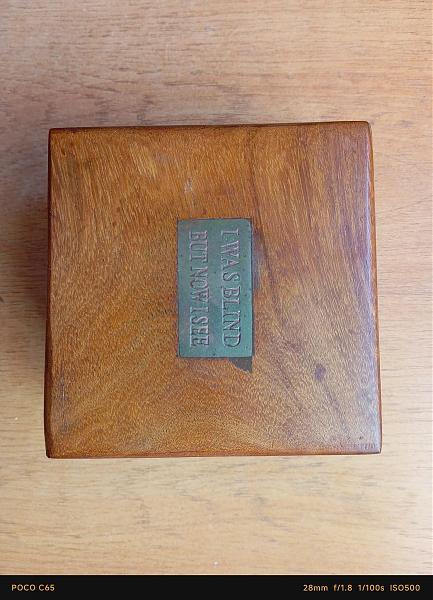 I WAS BLIND
BUT NOW I SEE
POCO C65
28mm f/1.8 1/100s ISO500